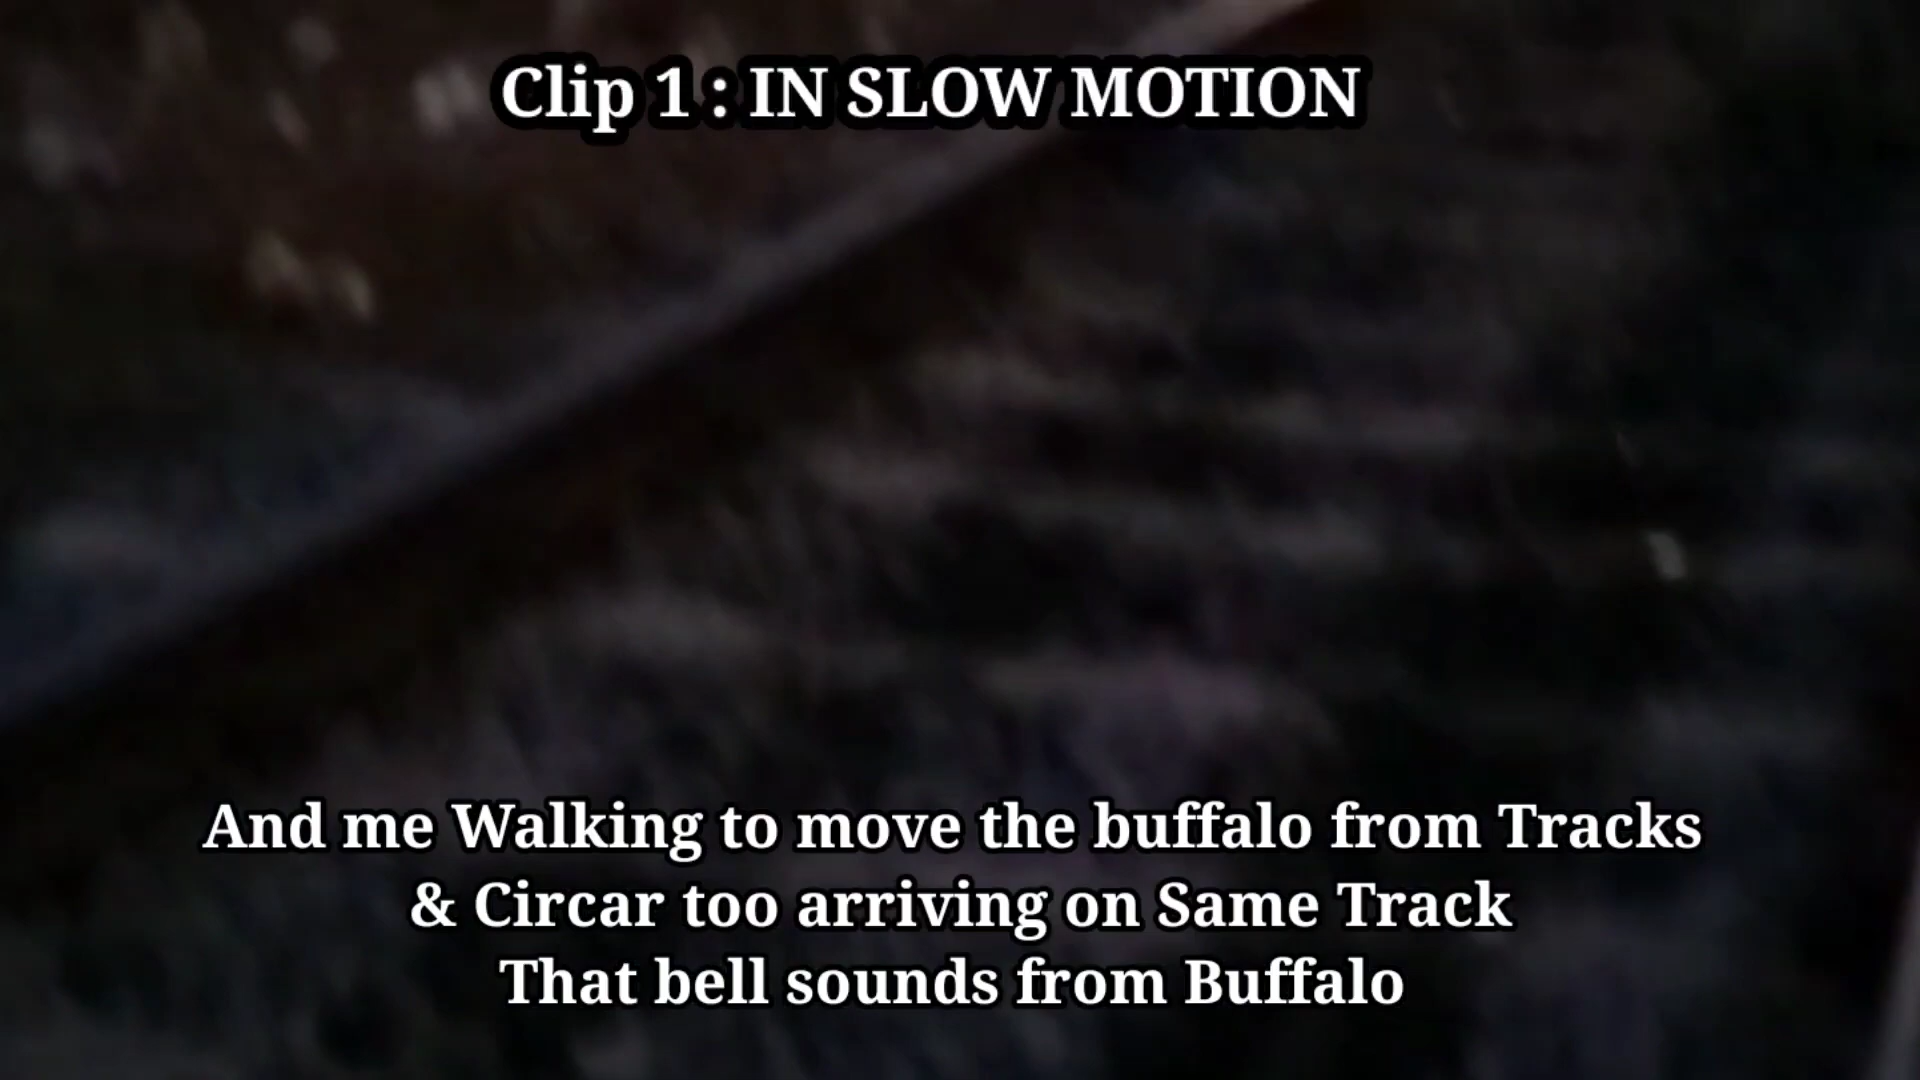 Clip 1 : IN SLOW MOTION
And me Walking to move the buffalo from Tracks
& Circar too arriving on Same Track
That bell sounds from Buffalo